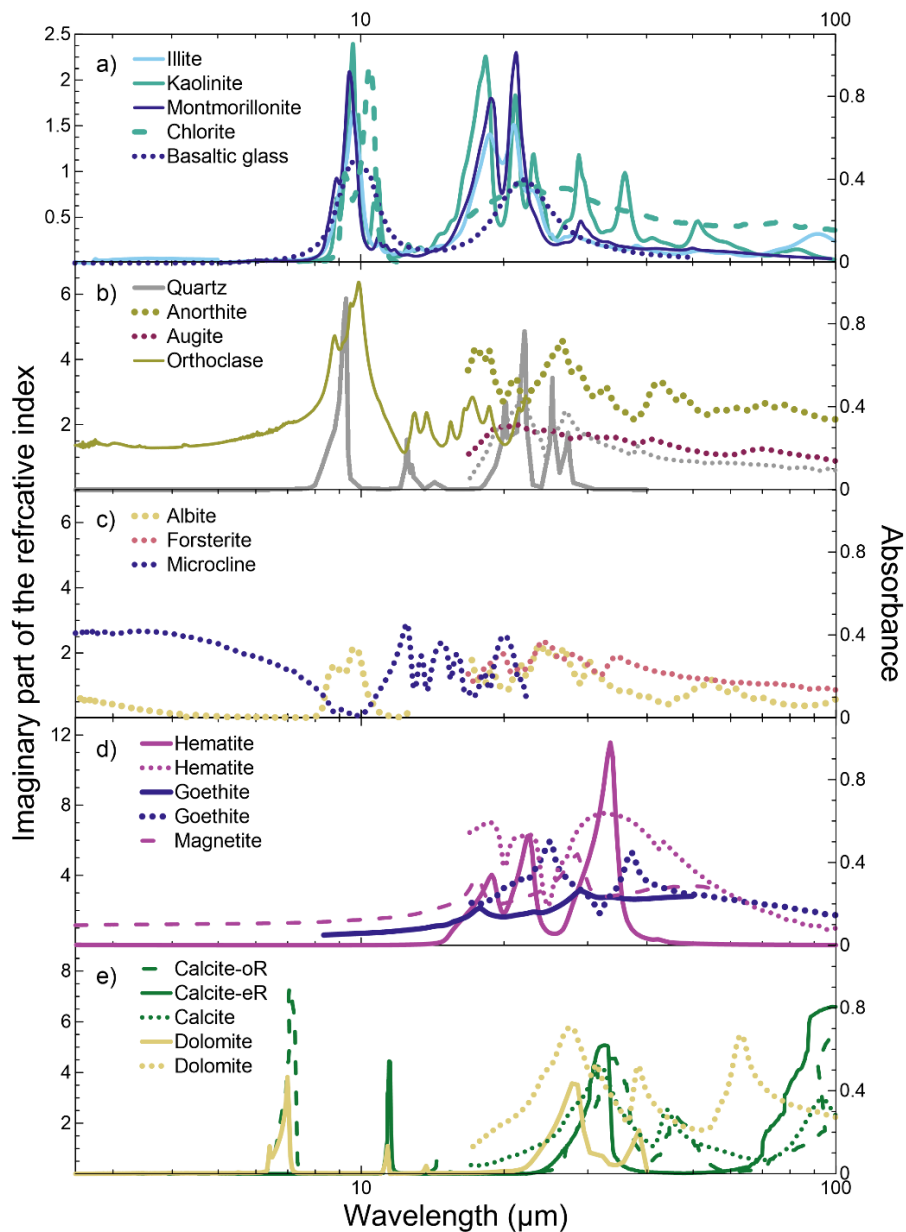 10
100
2.5
2
1.5
1
0.5
a)
Illite
Kaolinite
Montmorillonite
Chlorite
Basaltic glass
0.8
0.4
0
6
4
2
b)
Quartz
Anorthite
Augite
Orthoclase
0.8
0.4
0
6
4
2
c)
Albite
Forsterite
Microcline
0.8
0.4
0
12
8
4
d)
Hematite
Hematite
Goethite
Goethite
Magnetite
0.8
0.4
0
8
6
4
2
e)
Calcite-oR
Calcite-eR
Calcite
Dolomite
Dolomite
0.8
0.4
0
10
100
Imaginary part of the refrcative index
Absorbance
Wavelength (µm)